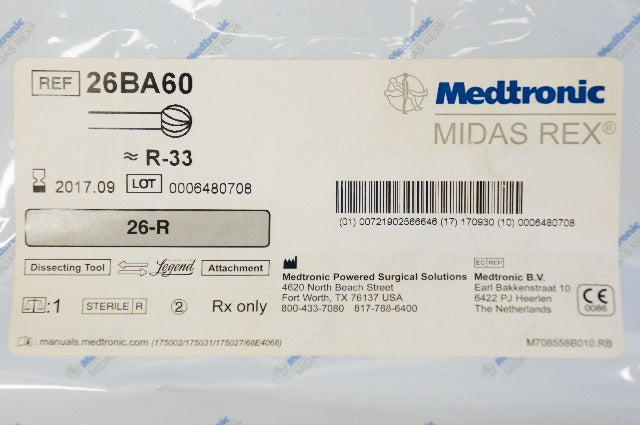 REF 26BA60
Medtronic
MIDAS REX®
≈ R-33
2017.09 LOT 0006480708
(01) 00721902566646 (17) 170930 (10) 0006480708
26-R
Dissecting Tool Legend Attachment
Medtronic Powered Surgical Solutions
4620 North Beach Street
Fort Worth, TX 76137 USA
800-433-7080 817-788-6400
EC REP
Medtronic B.V.
Earl Bakkenstraat 10
6422 PJ Heerlen
The Netherlands
CE
0086
:1 STERILE R 2 Rx only
: manuals.medtronic.com (175002/175031/175027/68E4066)
M708558B010.RB